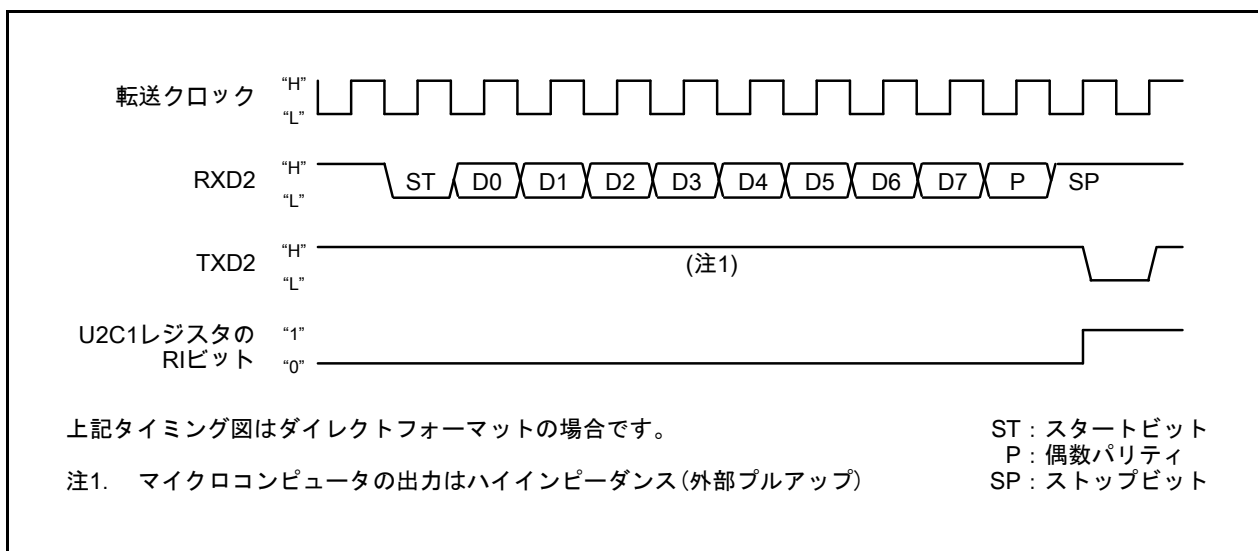 転送クロック “H” “L”
RXD2 “H” “L” ST D0 D1 D2 D3 D4 D5 D6 D7 P SP
TXD2 “H” “L” (注1)
U2C1レジスタの
RIビット “1” “0”
上記タイミング図はダイレクトフォーマットの場合です。
注1. マイクロコンピュータの出力はハイインピーダンス(外部プルアップ)
ST：スタートビット
P：偶数パリティ
SP：ストップビット